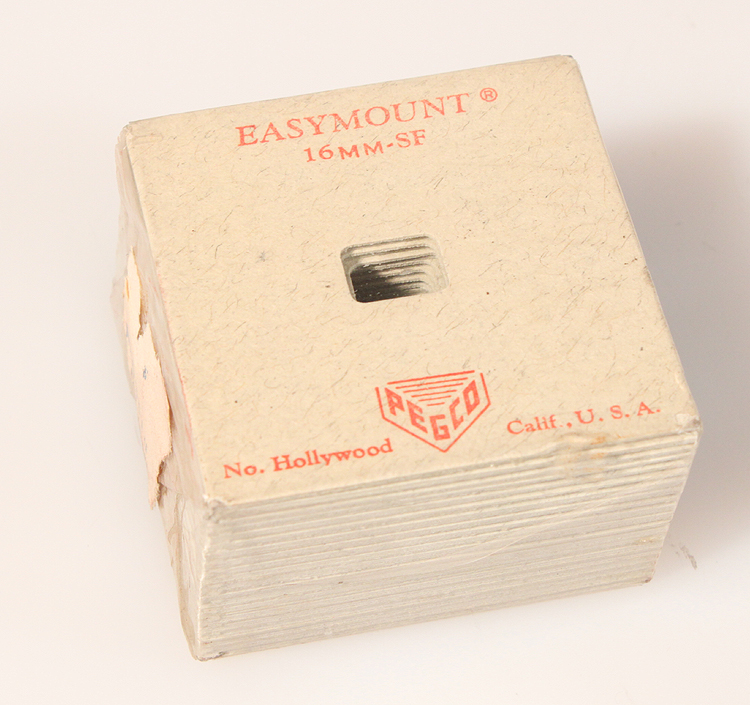 EASYMOUNT ®
16MM-SF
PEGCO
No. Hollywood Calif., U. S. A.